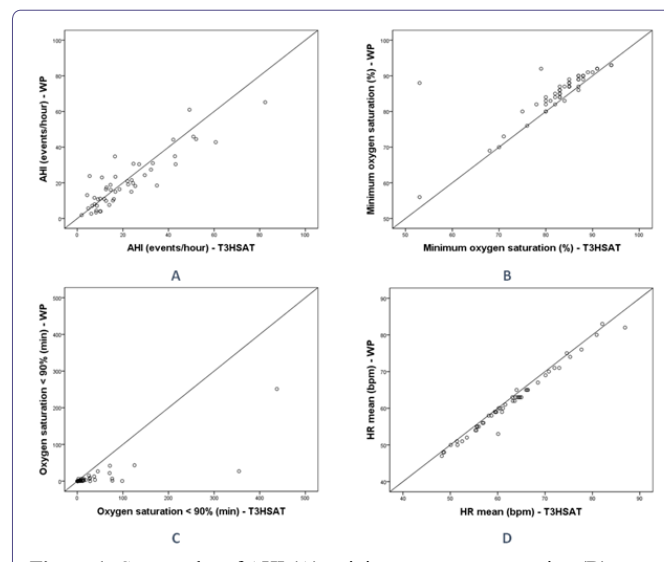 AHI (events/hour) - WP
100
80
60
40
20
0
0 20 40 60 80 100
AHI (events/hour) - T3HSAT
A
Minimum oxygen saturation (%) - WP
100
90
80
70
60
50
50 60 70 80 90 100
Minimum oxygen saturation (%) - T3HSAT
B
Oxygen saturation < 90% (min) - WP
500
400
300
200
100
0
0 100 200 300 400 500
Oxygen saturation < 90% (min) - T3HSAT
C
HR mean (bpm) - WP
90
80
70
60
50
40
40 50 60 70 80 90
HR mean (bpm) - T3HSAT
D